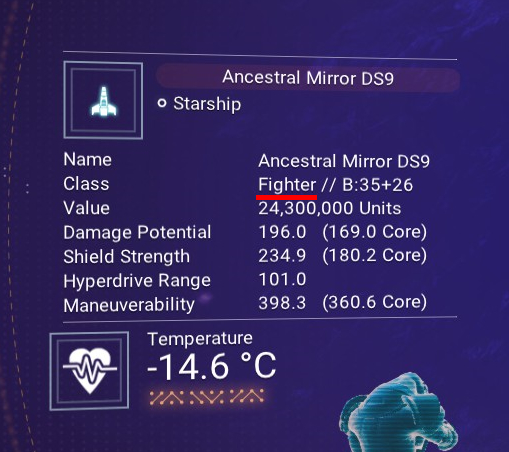 Ancestral Mirror DS9
Starship
Name Ancestral Mirror DS9
Class Fighter // B:35+26
Value 24,300,000 Units
Damage Potential 196.0 (169.0 Core)
Shield Strength 234.9 (180.2 Core)
Hyperdrive Range 101.0
Maneuverability 398.3 (360.6 Core)
Temperature
-14.6 °C